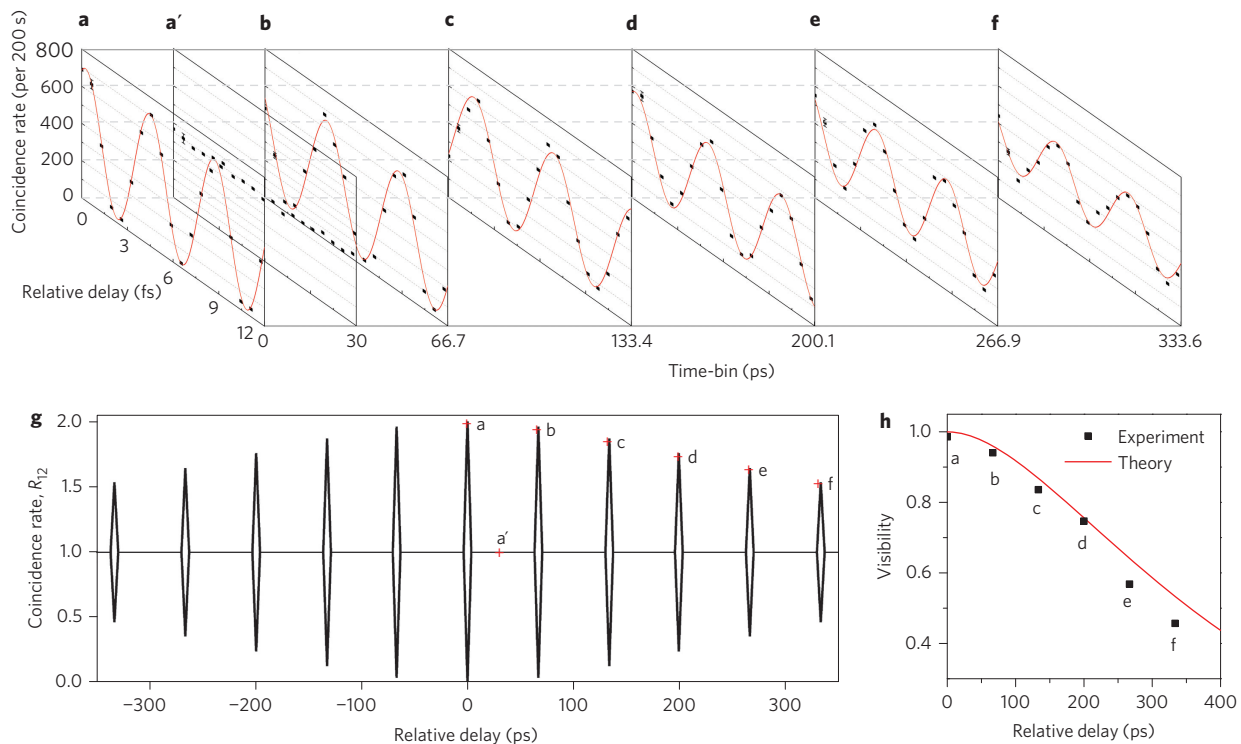 a a′ b c d e f
Coincidence rate (per 200 s)
800
600
400
200
0
0
3
6
9
12
Relative delay (fs)
0 30 66.7 133.4 200.1 266.9 333.6
Time-bin (ps)
g
Coincidence rate, R12
2.0
1.5
1.0
0.5
0.0
a
b
c
d
e
f
a′
−300 −200 −100 0 100 200 300
Relative delay (ps)
h
Visibility
1.0
0.8
0.6
0.4
Experiment
Theory
a
b
c
d
e
f
0 100 200 300 400
Relative delay (ps)